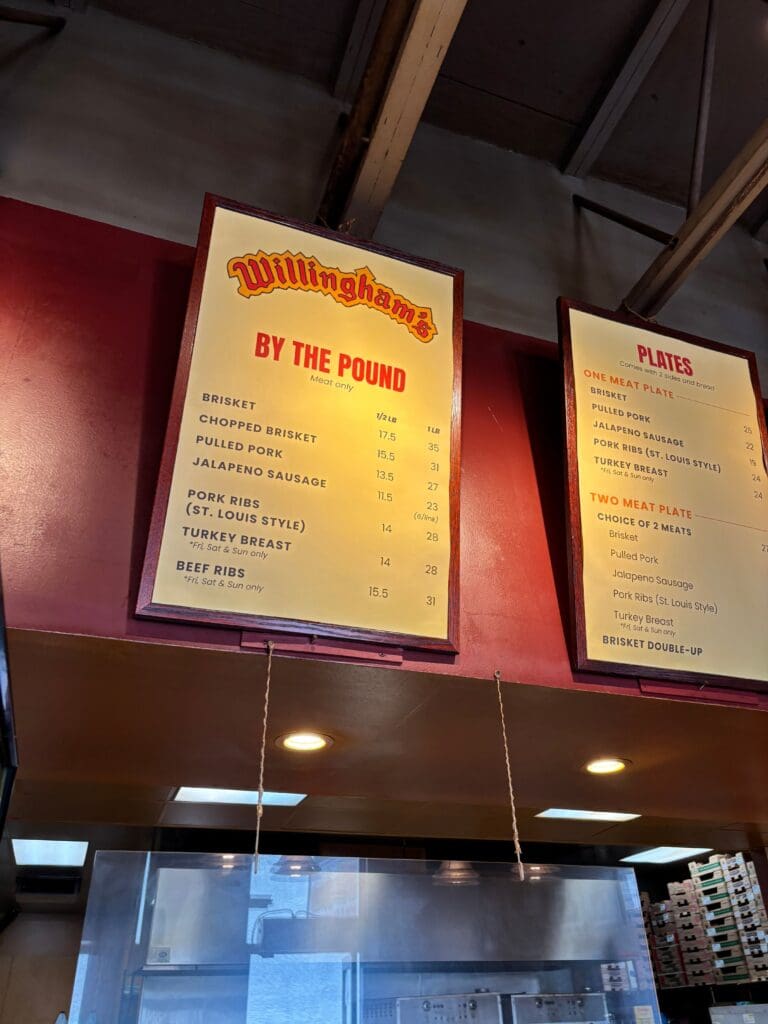 Willingham's
BY THE POUND
Meat only
1/2 LB 1 LB
BRISKET 17.5 35
CHOPPED BRISKET 15.5 31
PULLED PORK 13.5 27
JALAPENO SAUSAGE 11.5 23
PORK RIBS
(ST. LOUIS STYLE) 14 28
TURKEY BREAST 14 28
*Fri, Sat & Sun only
BEEF RIBS 15.5 31
*Fri, Sat & Sun only
PLATES
Comes with 2 sides and bread
ONE MEAT PLATE
BRISKET 25
PULLED PORK 22
JALAPENO SAUSAGE 19
PORK RIBS (ST. LOUIS STYLE) 24
TURKEY BREAST 24
*Fri, Sat & Sun only
TWO MEAT PLATE
CHOICE OF 2 MEATS
Brisket
Pulled Pork
Jalapeno Sausage
Pork Ribs (St. Louis Style)
Turkey Breast
*Fri, Sat & Sun only
BRISKET DOUBLE-UP